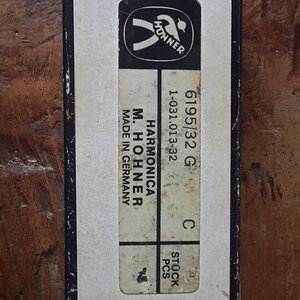 HOHNER
6195/32 G C
1-031.013-32
HARMONICA
M. HOHNER
MADE IN GERMANY
STÜCK
PCS